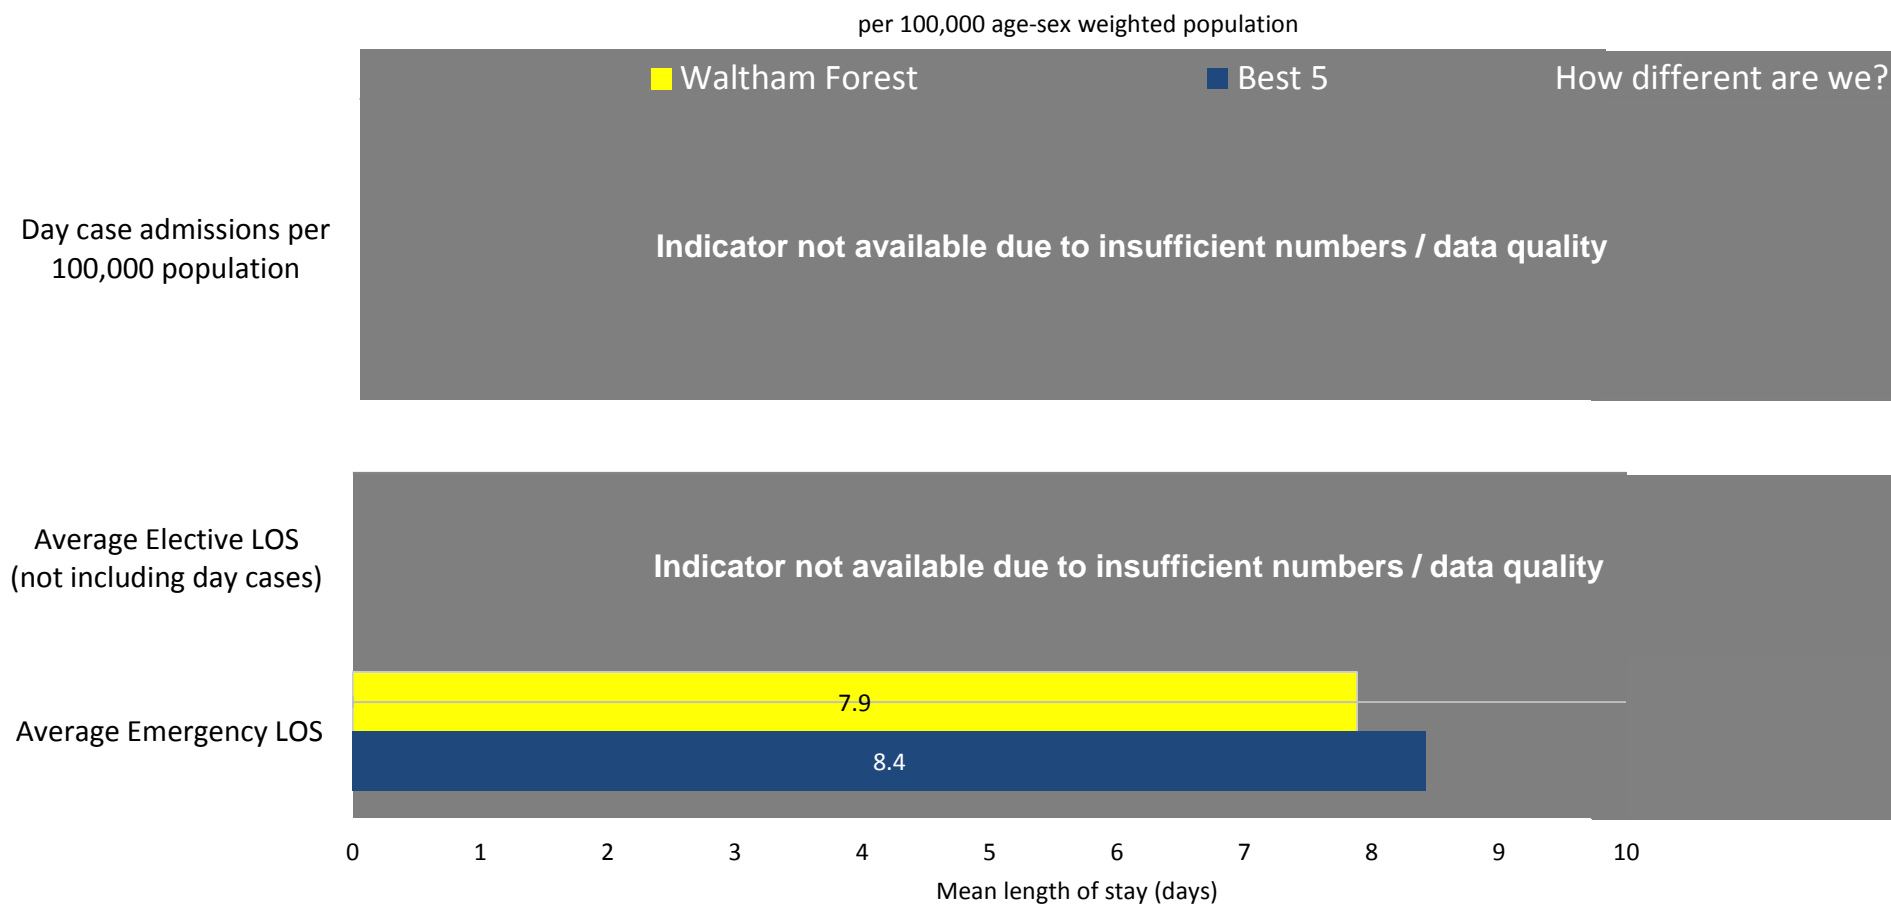 per 100,000 age-sex weighted population
Waltham Forest
Best 5
How different are we?
Day case admissions per
100,000 population
Indicator not available due to insufficient numbers / data quality
Average Elective LOS
(not including day cases)
Indicator not available due to insufficient numbers / data quality
Average Emergency LOS
7.9
8.4
0 1 2 3 4 5 6 7 8 9 10
Mean length of stay (days)